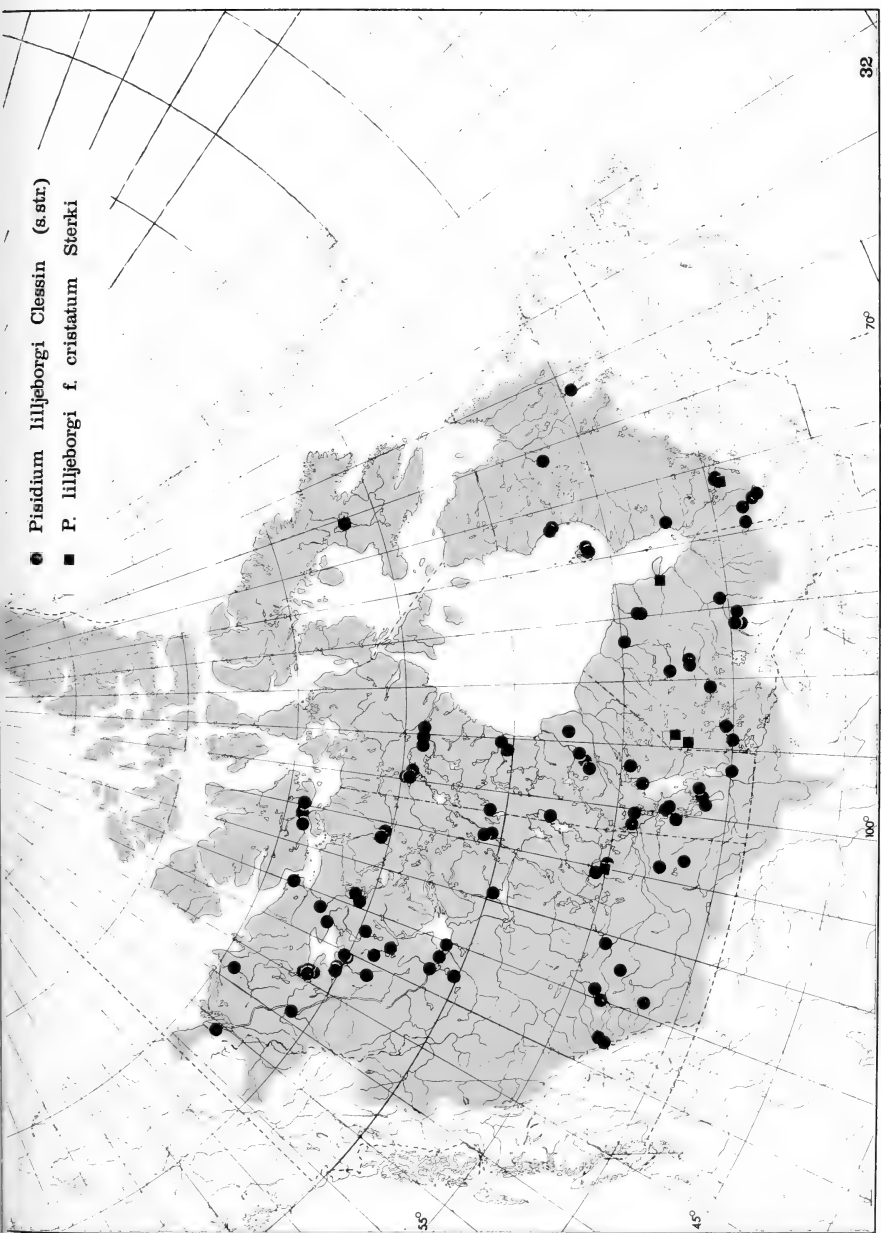 ● Pisidium lilljeborgi Clessin (s.str.)
■ P. lilljeborgi f. cristatum Sterki
32
70°
100°
55°
45°